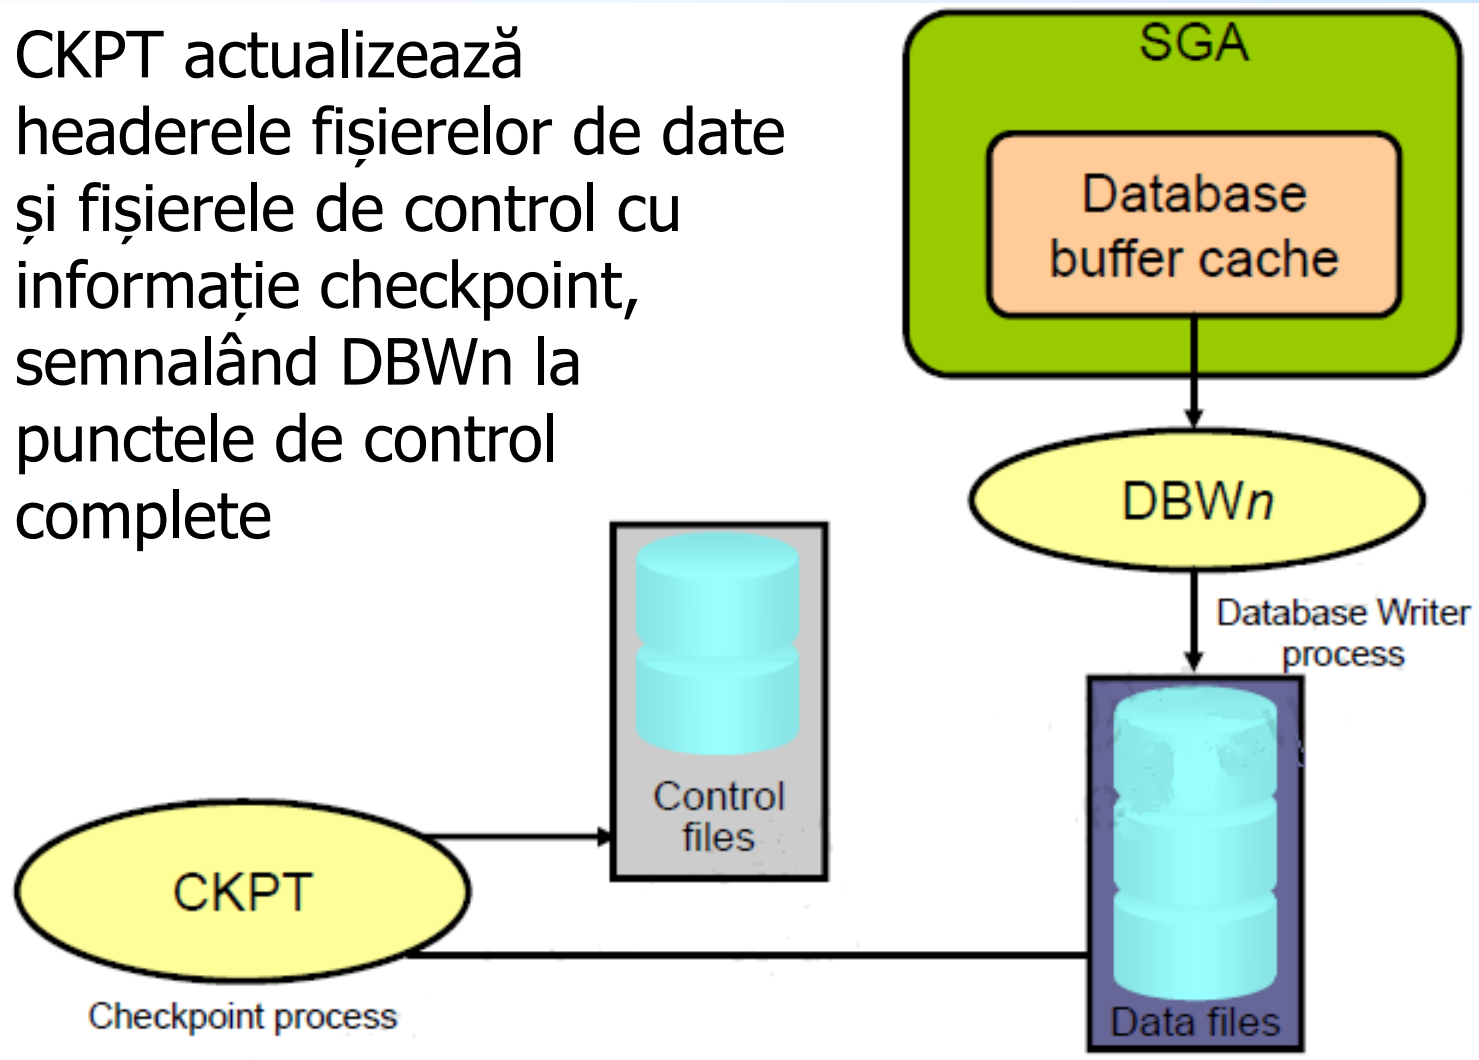 CKPT actualizează
headerele fișierelor de date
și fișierele de control cu
informație checkpoint,
semnalând DBWn la
punctele de control
complete
SGA
Database
buffer cache
DBWn
Database Writer
process
Control
files
CKPT
Checkpoint process
Data files